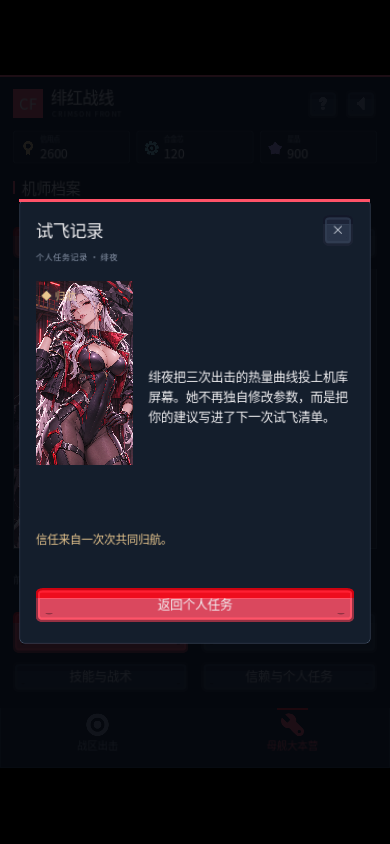 CF
绯红战线
2600
120
900
机师档案
试飞记录
个人任务记录 · 绯夜
绯夜把三次出击的热量曲线投上机库
屏幕。她不再独自修改参数，而是把
你的建议写进了下一次试飞清单。
信任来自一次次共同归航。
返回个人任务
技能与战术
信赖与个人任务